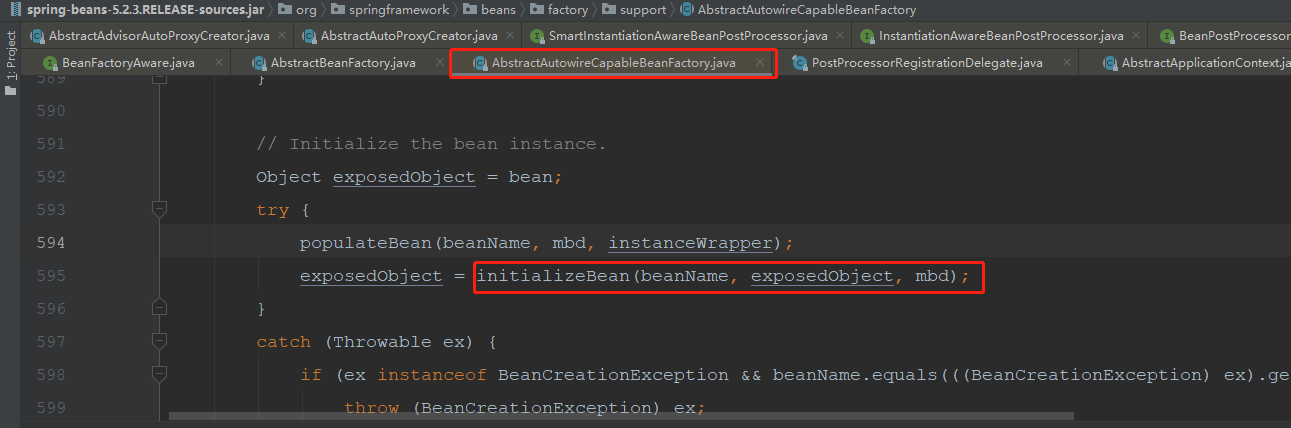 spring-beans-5.2.3.RELEASE-sources.jar org springframework beans factory support AbstractAutowireCapableBeanFactory
1: Project
AbstractAdvisorAutoProxyCreator.java AbstractAutoProxyCreator.java SmartInstantiationAwareBeanPostProcessor.java InstantiationAwareBeanPostProcessor.java BeanPostProcessor
BeanFactoryAware.java AbstractBeanFactory.java AbstractAutowireCapableBeanFactory.java PostProcessorRegistrationDelegate.java AbstractApplicationContext.ja
589 }
590
591 // Initialize the bean instance.
592 Object exposedObject = bean;
593 try {
594 populateBean(beanName, mbd, instanceWrapper);
595 exposedObject = initializeBean(beanName, exposedObject, mbd);
596 }
597 catch (Throwable ex) {
598 if (ex instanceof BeanCreationException && beanName.equals(((BeanCreationException) ex).ge
599 throw (BeanCreationException) ex;